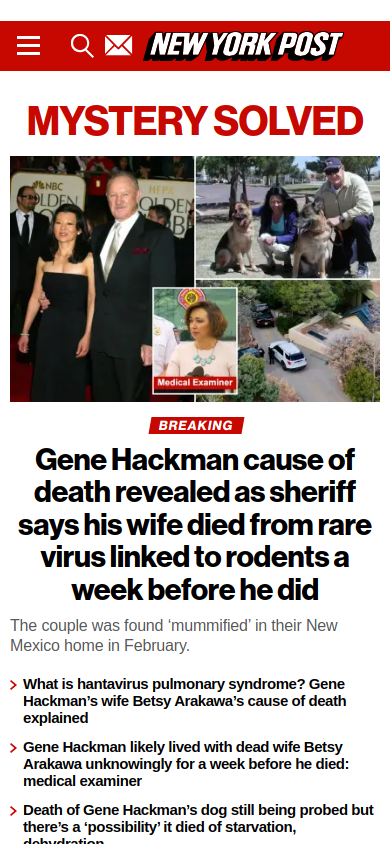 NEW YORK POST
MYSTERY SOLVED
NBC
HFPA
GOLDEN
GOLDEN
Medical Examiner
BREAKING
Gene Hackman cause of
death revealed as sheriff
says his wife died from rare
virus linked to rodents a
week before he did
The couple was found ‘mummified’ in their New
Mexico home in February.
What is hantavirus pulmonary syndrome? Gene
Hackman’s wife Betsy Arakawa’s cause of death
explained
Gene Hackman likely lived with dead wife Betsy
Arakawa unknowingly for a week before he died:
medical examiner
Death of Gene Hackman’s dog still being probed but
there’s a ‘possibility’ it died of starvation,
dehydration